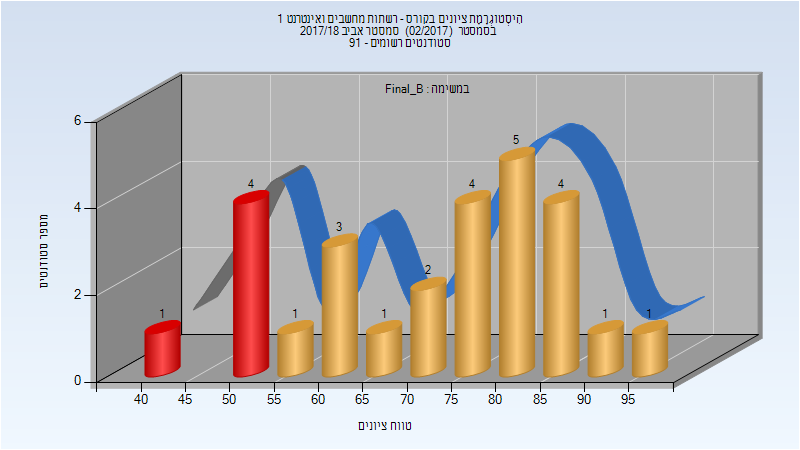 הִיסְטוֹגְרָמַת ציונים בקורס - רשתות מחשבים ואינטרנט 1
בסמסטר (02/2017) סמסטר אביב 2017/18
סטודנטים רשומים - 91
במשימה : Final_B
6
4
2
0
מספר סטודנטים
1
4
1
3
1
2
4
5
4
1
1
40 45 50 55 60 65 70 75 80 85 90 95
טווח ציונים